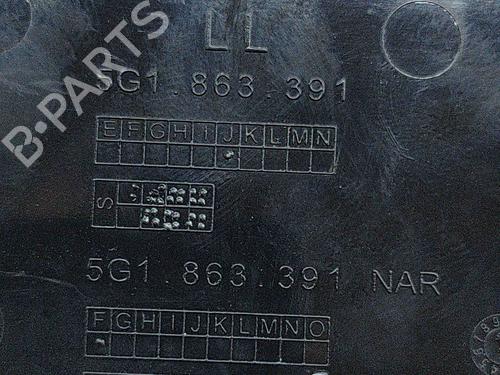 LL
B-PARTS
5G1.863.391
E F G H I J K L M N
S
5G1.863.391 NAR
F G H I J K L M N O